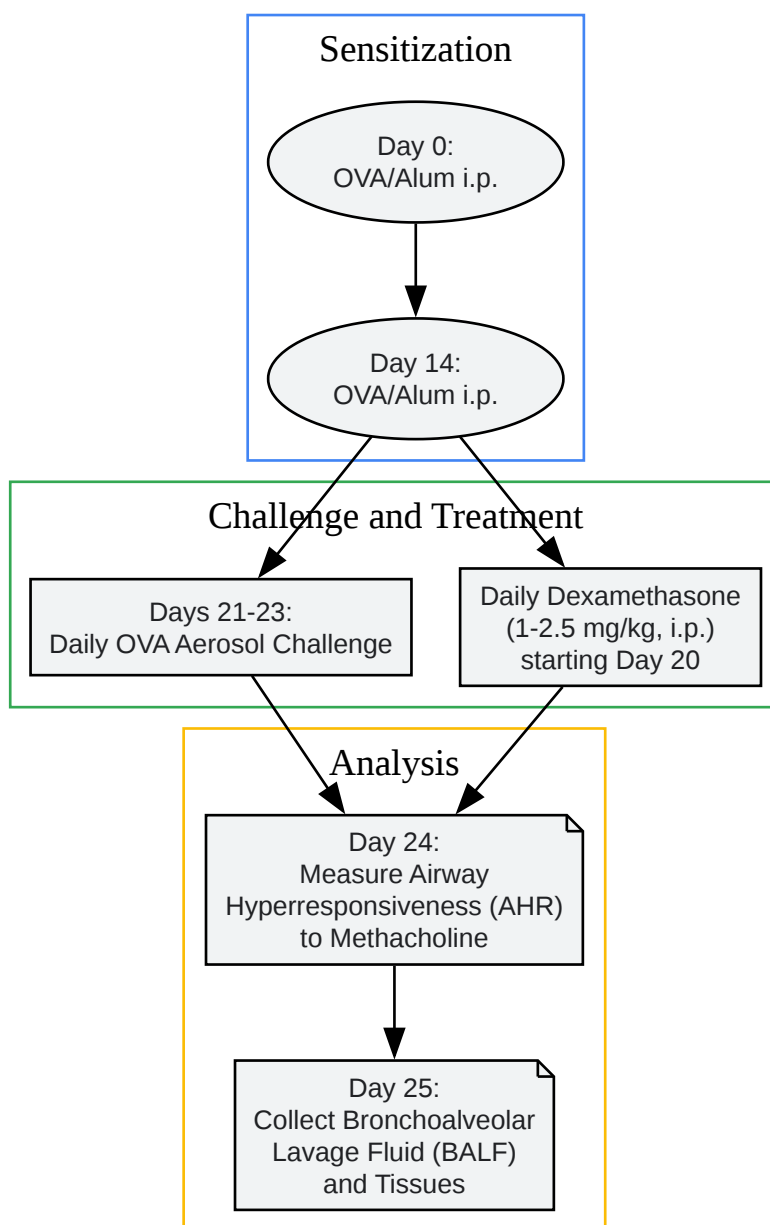 Sensitization
Day 0:
OVA/Alum i.p.
Day 14:
OVA/Alum i.p.
Challenge and Treatment
Days 21-23:
Daily OVA Aerosol Challenge
Daily Dexamethasone
(1-2.5 mg/kg, i.p.)
starting Day 20
Analysis
Day 24:
Measure Airway
Hyperresponsiveness (AHR)
to Methacholine
Day 25:
Collect Bronchoalveolar
Lavage Fluid (BALF)
and Tissues